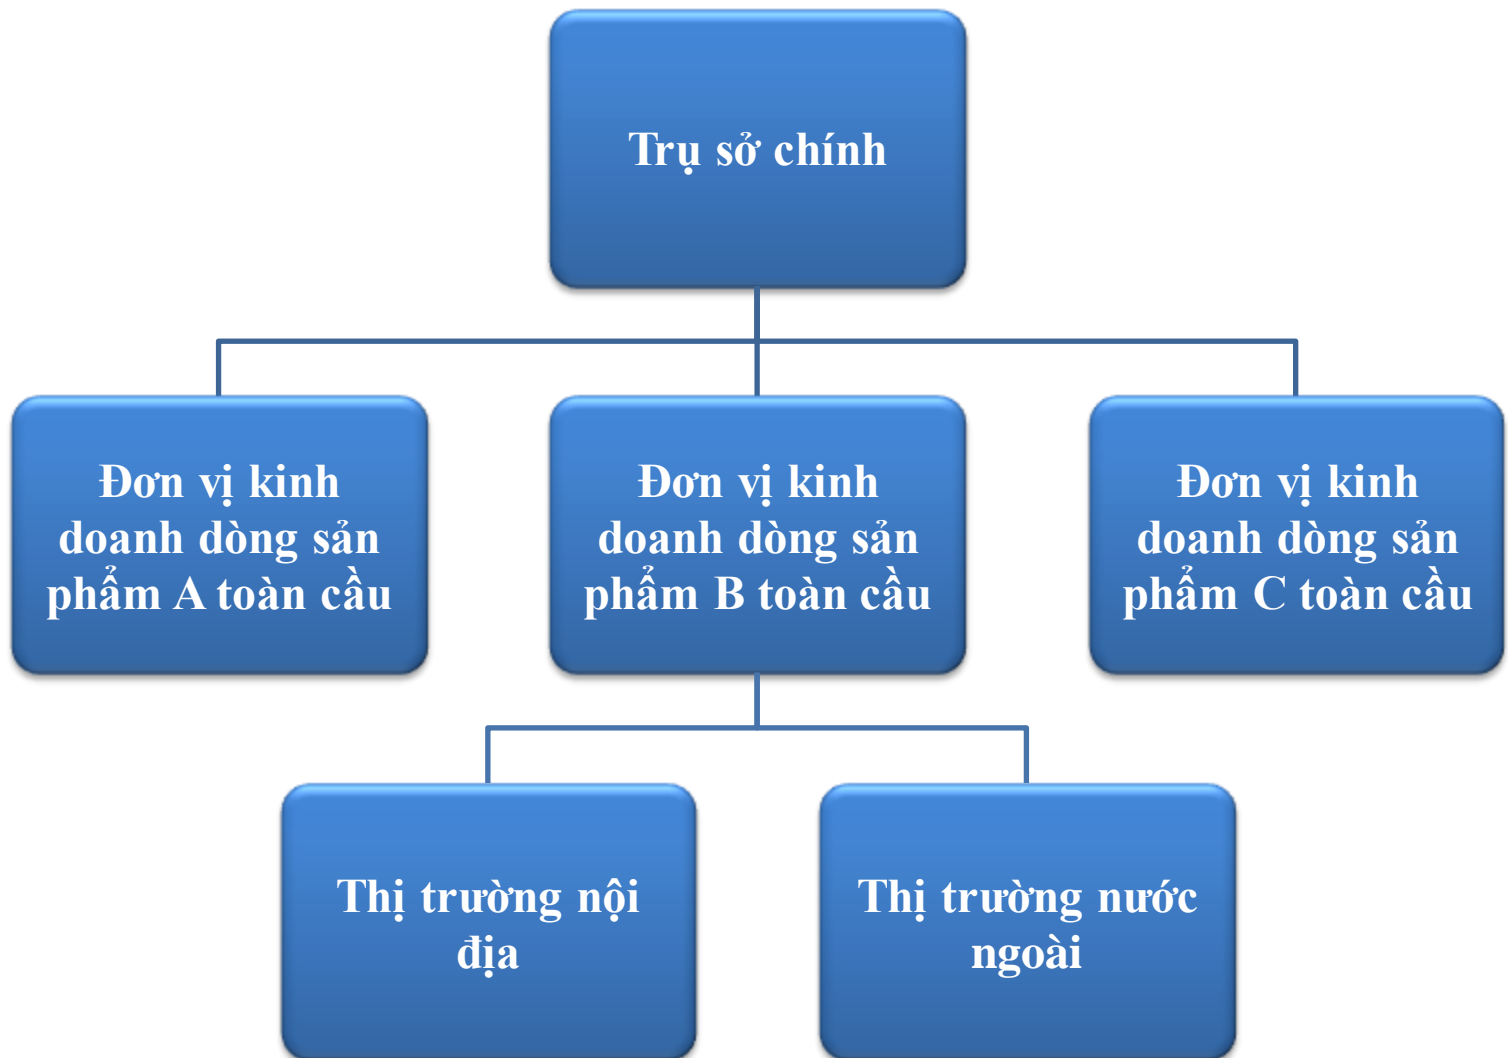 Trụ sở chính
Đơn vị kinh
doanh dòng sản
phẩm A toàn cầu
Đơn vị kinh
doanh dòng sản
phẩm B toàn cầu
Đơn vị kinh
doanh dòng sản
phẩm C toàn cầu
Thị trường nội
địa
Thị trường nước
ngoài